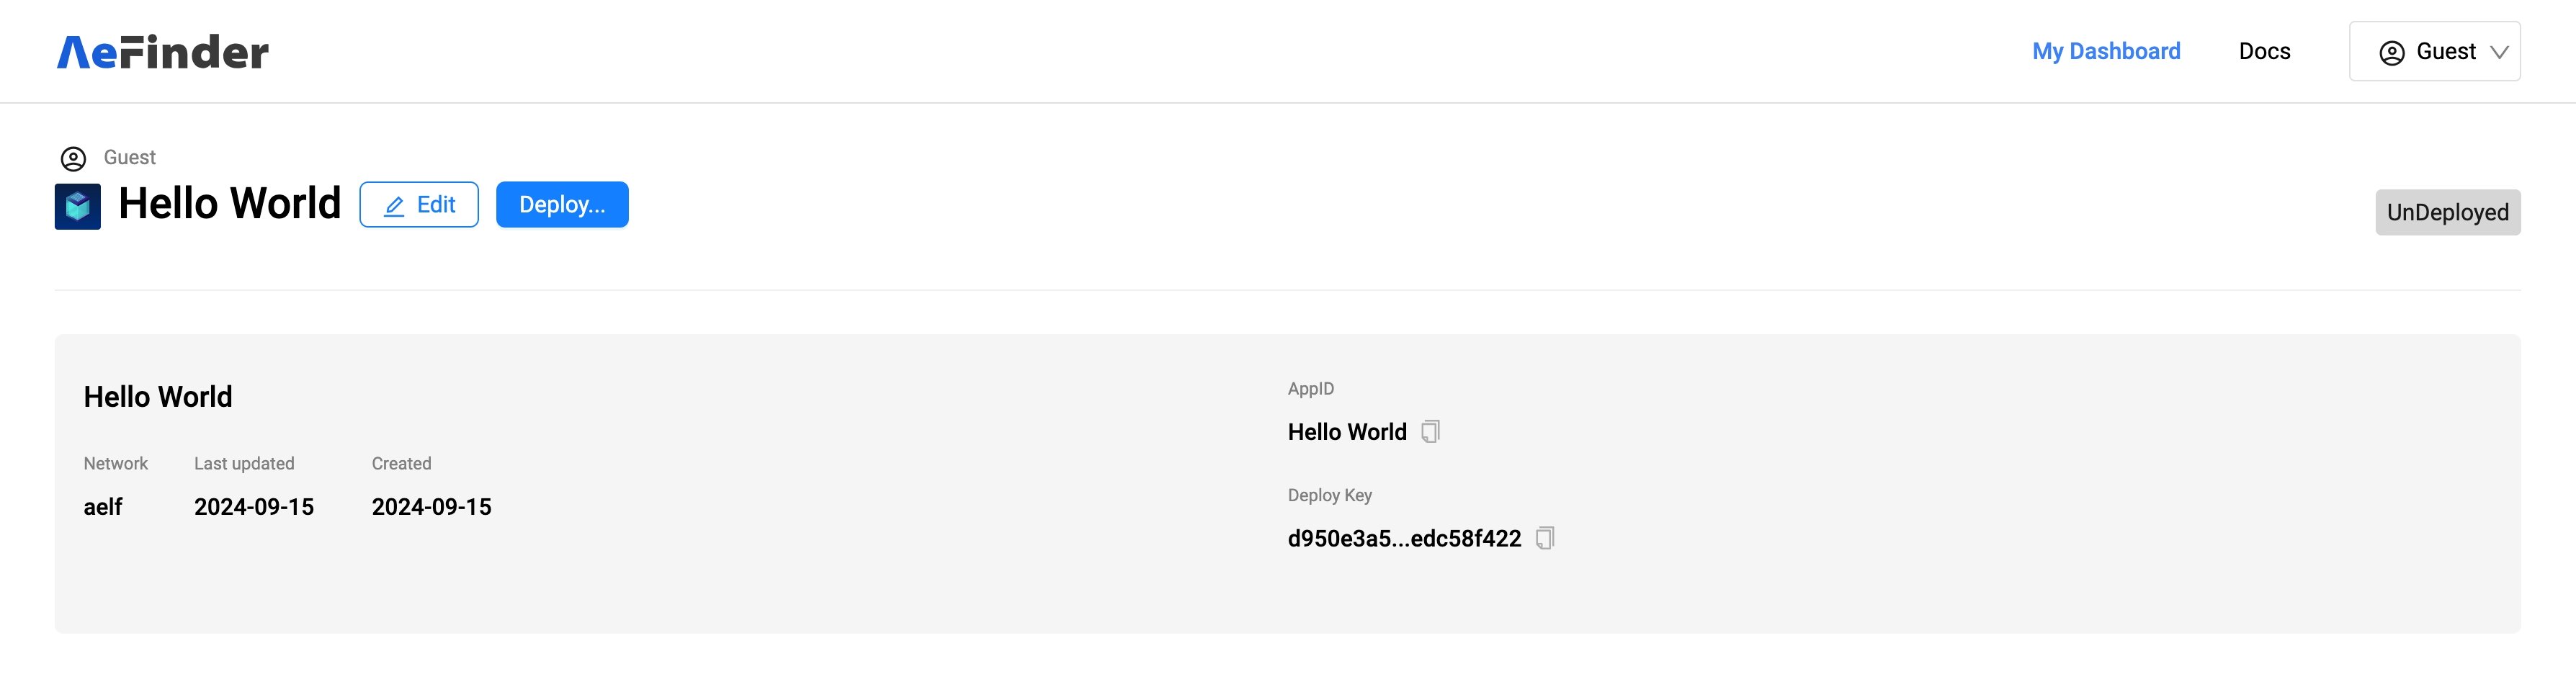 AeFinder
My Dashboard
Docs
Guest
Guest
Hello World
Edit
Deploy...
UnDeployed
Hello World
Network Last updated Created
aelf 2024-09-15 2024-09-15
AppID
Hello World
Deploy Key
d950e3a5...edc58f422